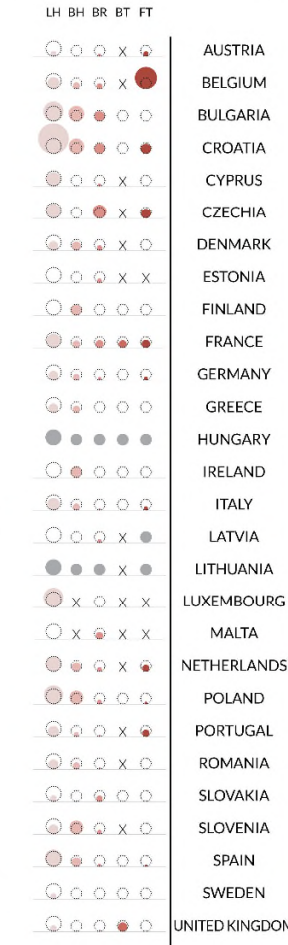 LH BH BR BT FT
X AUSTRIA
X BELGIUM
BULGARIA
CROATIA
X CYPRUS
X CZECHIA
X DENMARK
X X ESTONIA
FINLAND
FRANCE
GERMANY
GREECE
HUNGARY
IRELAND
ITALY
X LATVIA
X LITHUANIA
X X X LUXEMBOURG
X X X MALTA
X NETHERLANDS
POLAND
X PORTUGAL
X ROMANIA
SLOVAKIA
X SLOVENIA
SPAIN
SWEDEN
UNITED KINGDOM